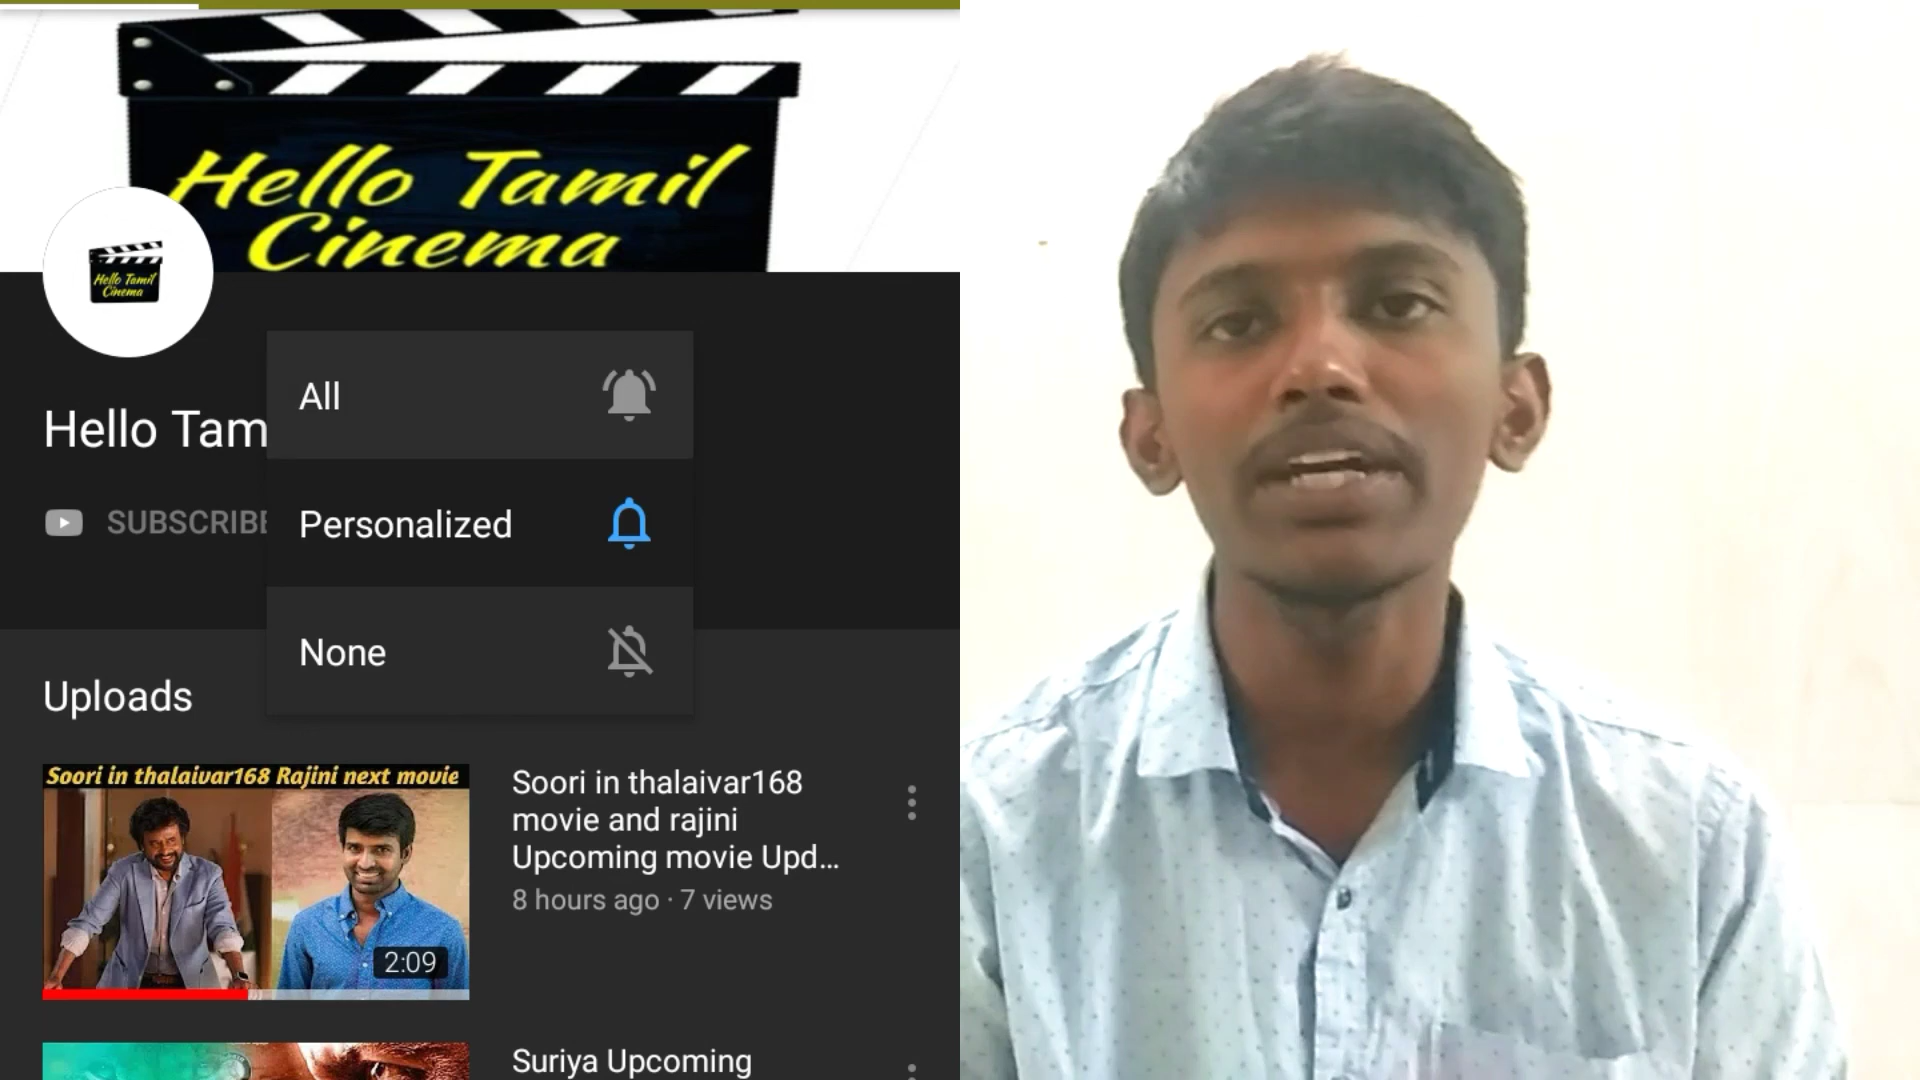 Hello Tamil
Cinema
Hello Tamil
Cinema
All
Hello Tam
SUBSCRIBE
Personalized
None
Uploads
Soori in thalaivar168 Rajini next movie
2:09
Soori in thalaivar168
movie and rajini
Upcoming movie Upd...
8 hours ago · 7 views
Suriya Upcoming